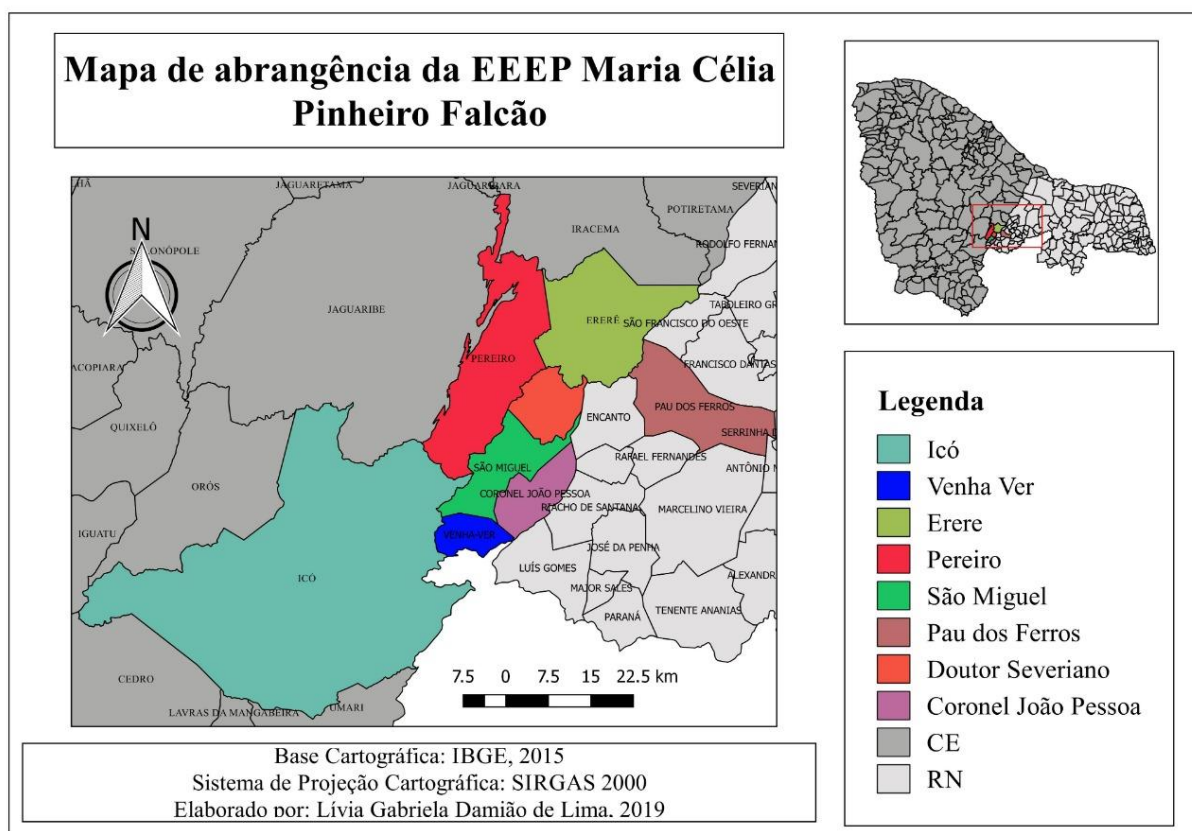 Mapa de abrangência da EEEP Maria Célia
Pinheiro Falcão
JAGUARETAMA
JAGUARIBARA
POTIRETAMA
N
IRACEMA
JAGUARIBE
ERERÊ
SÃO FRANCISCO DO OESTE
PEREIRO
FRANCISCO DANTAS
ACOPIARA
QUIXELÔ
ENCANTO
PAU DOS FERROS
SERRINHA
SÃO MIGUEL
RAFAEL FERNANDES
ORÓS
CORONEL JOÃO PESSOA
RIACHO DE SANTANA
MARCELINO VIEIRA
IGUATU
VENHA-VER
JOSÉ DA PENHA
LUÍS GOMES
ICÓ
MAJOR SALES
TENENTE ANANIAS
PARANÁ
CEDRO
UMARI
LAVRAS DA MANGABEIRA
7.5 0 7.5 15 22.5 km
Base Cartográfica: IBGE, 2015
Sistema de Projeção Cartográfica: SIRGAS 2000
Elaborado por: Lívia Gabriela Damião de Lima, 2019
Legenda
Icó
Venha Ver
Erere
Pereiro
São Miguel
Pau dos Ferros
Doutor Severiano
Coronel João Pessoa
CE
RN